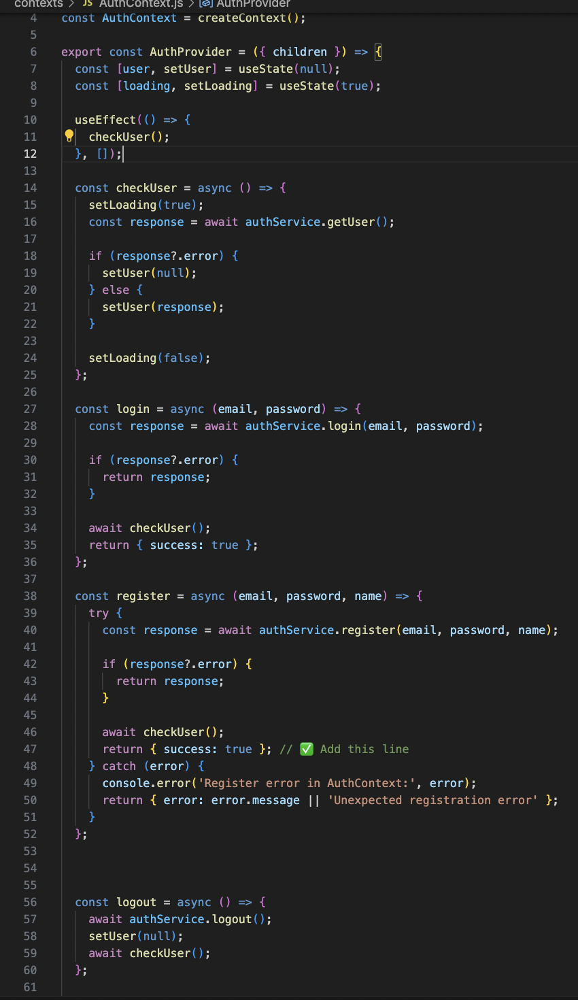 contexts > JS AuthContext.js > AuthProvider
4 const AuthContext = createContext();
5
6 export const AuthProvider = ({ children }) => {
7 const [user, setUser] = useState(null);
8 const [loading, setLoading] = useState(true);
9
10 useEffect(() => {
11 checkUser();
12 }, []);
13
14 const checkUser = async () => {
15 setLoading(true);
16 const response = await authService.getUser();
17
18 if (response?.error) {
19 setUser(null);
20 } else {
21 setUser(response);
22 }
23
24 setLoading(false);
25 };
26
27 const login = async (email, password) => {
28 const response = await authService.login(email, password);
29
30 if (response?.error) {
31 return response;
32 }
33
34 await checkUser();
35 return { success: true };
36 };
37
38 const register = async (email, password, name) => {
39 try {
40 const response = await authService.register(email, password, name);
41
42 if (response?.error) {
43 return response;
44 }
45
46 await checkUser();
47 return { success: true }; // ✅ Add this line
48 } catch (error) {
49 console.error('Register error in AuthContext:', error);
50 return { error: error.message || 'Unexpected registration error' };
51 }
52 };
53
54
55
56 const logout = async () => {
57 await authService.logout();
58 setUser(null);
59 await checkUser();
60 };
61